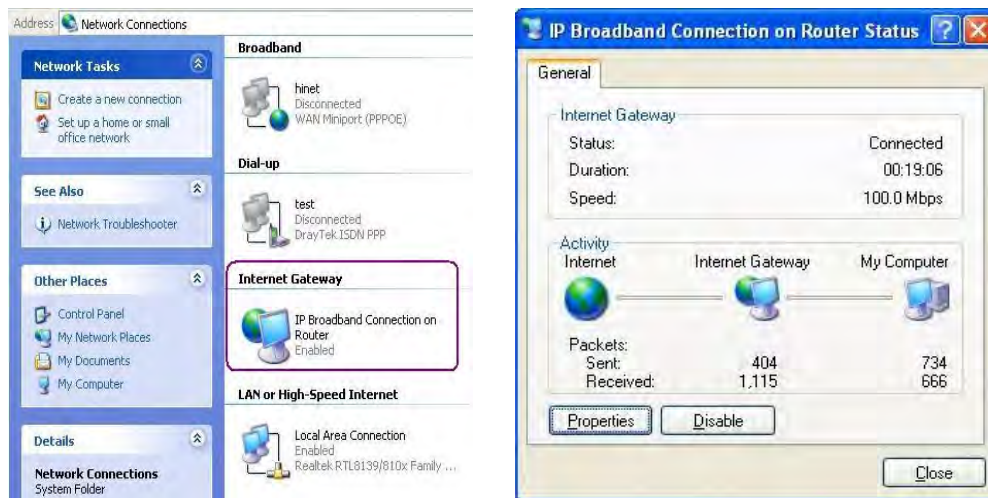 Address Network Connections
Network Tasks
Create a new connection
Set up a home or small
office network
See Also
Network Troubleshooter
Other Places
Control Panel
My Network Places
My Documents
My Computer
Details
Network Connections
System Folder
Broadband
hinet
Disconnected
WAN Miniport (PPPOE)
Dial-up
test
Disconnected
DrayTek ISDN PPP
Internet Gateway
IP Broadband Connection on
Router
Enabled
LAN or High-Speed Internet
Local Area Connection
Enabled
Realtek RTL8139/810x Family ...
IP Broadband Connection on Router Status
General
Internet Gateway
Status: Connected
Duration: 00:19:06
Speed: 100.0 Mbps
Activity
Internet Internet Gateway My Computer
Packets:
Sent: 404 734
Received: 1,115 666
Properties Disable
Close